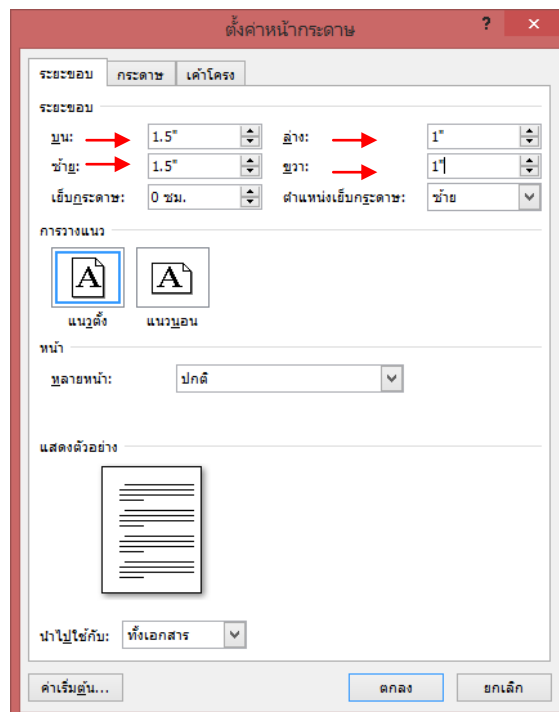 ตั้งค่าหน้ากระดาษ ? ×
ระยะขอบ กระดาษ เค้าโครง
ระยะขอบ
บน: 1.5" ล่าง: 1"
ซ้าย: 1.5" ขวา: 1"
เย็บกระดาษ: 0 ซม. ตำแหน่งเย็บกระดาษ: ซ้าย
การวางแนว
A A
แนวตั้ง แนวนอน
หน้า
หลายหน้า: ปกติ
แสดงตัวอย่าง
นำไปใช้กับ: ทั้งเอกสาร
ค่าเริ่มต้น... ตกลง ยกเลิก